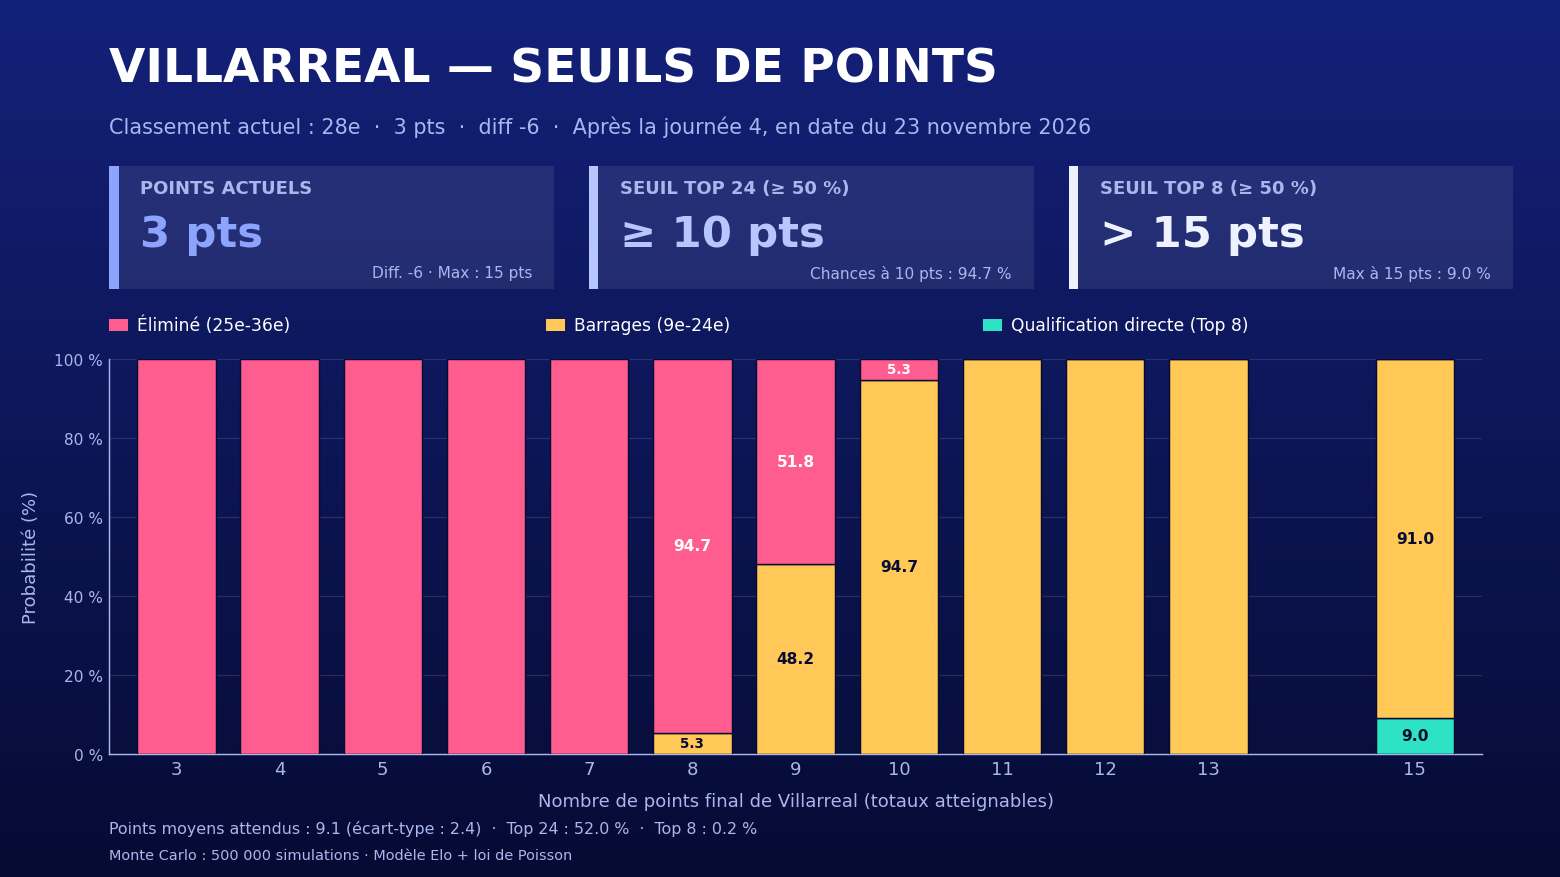 VILLARREAL — SEUILS DE POINTS
Classement actuel : 28e · 3 pts · diff -6 · Après la journée 4, en date du 23 novembre 2026
POINTS ACTUELS
3 pts
Diff. -6 · Max : 15 pts
SEUIL TOP 24 (≥ 50 %)
≥ 10 pts
Chances à 10 pts : 94.7 %
SEUIL TOP 8 (≥ 50 %)
> 15 pts
Max à 15 pts : 9.0 %
Éliminé (25e-36e)
Barrages (9e-24e)
Qualification directe (Top 8)
Probabilité (%)
100 %
80 %
60 %
40 %
20 %
0 %
94.7
5.3
51.8
48.2
5.3
94.7
91.0
9.0
3 4 5 6 7 8 9 10 11 12 13 15
Nombre de points final de Villarreal (totaux atteignables)
Points moyens attendus : 9.1 (écart-type : 2.4) · Top 24 : 52.0 % · Top 8 : 0.2 %
Monte Carlo : 500 000 simulations · Modèle Elo + loi de Poisson